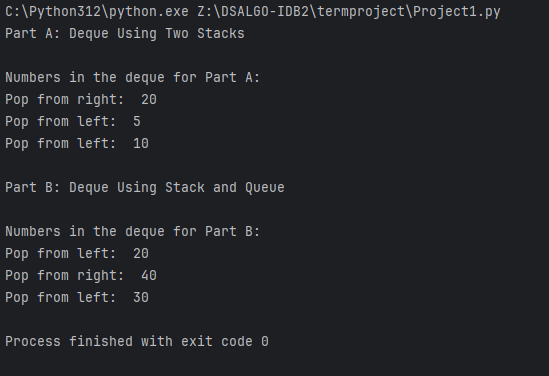 C:\Python312\python.exe Z:\DSALGO-IDB2\termproject\Project1.py
Part A: Deque Using Two Stacks
Numbers in the deque for Part A:
Pop from right:  20
Pop from left:  5
Pop from left:  10
Part B: Deque Using Stack and Queue
Numbers in the deque for Part B:
Pop from left:  20
Pop from right:  40
Pop from left:  30
Process finished with exit code 0